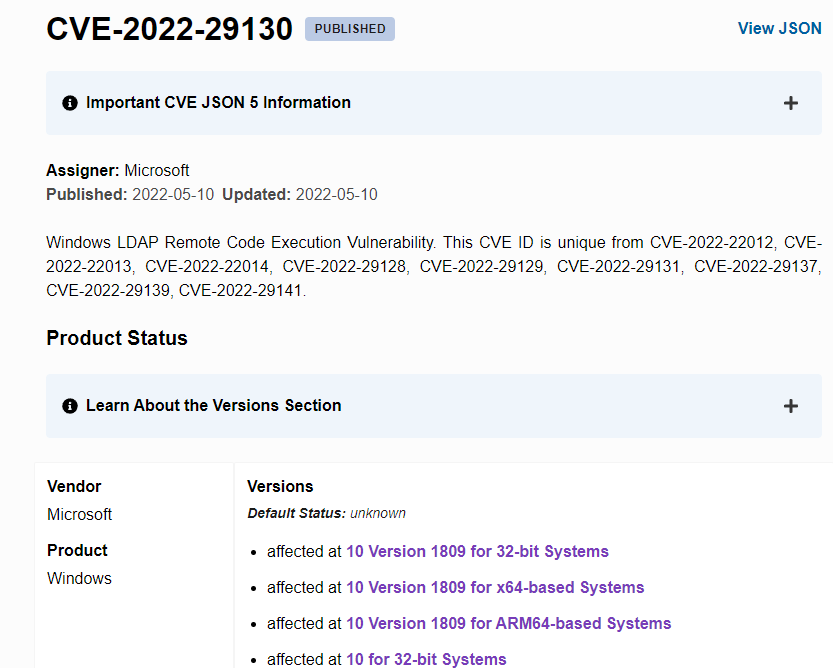 CVE-2022-29130 PUBLISHED View JSON
Important CVE JSON 5 Information
Assigner: Microsoft
Published: 2022-05-10 Updated: 2022-05-10
Windows LDAP Remote Code Execution Vulnerability. This CVE ID is unique from CVE-2022-22012, CVE-
2022-22013, CVE-2022-22014, CVE-2022-29128, CVE-2022-29129, CVE-2022-29131, CVE-2022-29137,
CVE-2022-29139, CVE-2022-29141.
Product Status
Learn About the Versions Section
Vendor
Microsoft
Product
Windows
Versions
Default Status: unknown
affected at 10 Version 1809 for 32-bit Systems
affected at 10 Version 1809 for x64-based Systems
affected at 10 Version 1809 for ARM64-based Systems
affected at 10 for 32-bit Systems